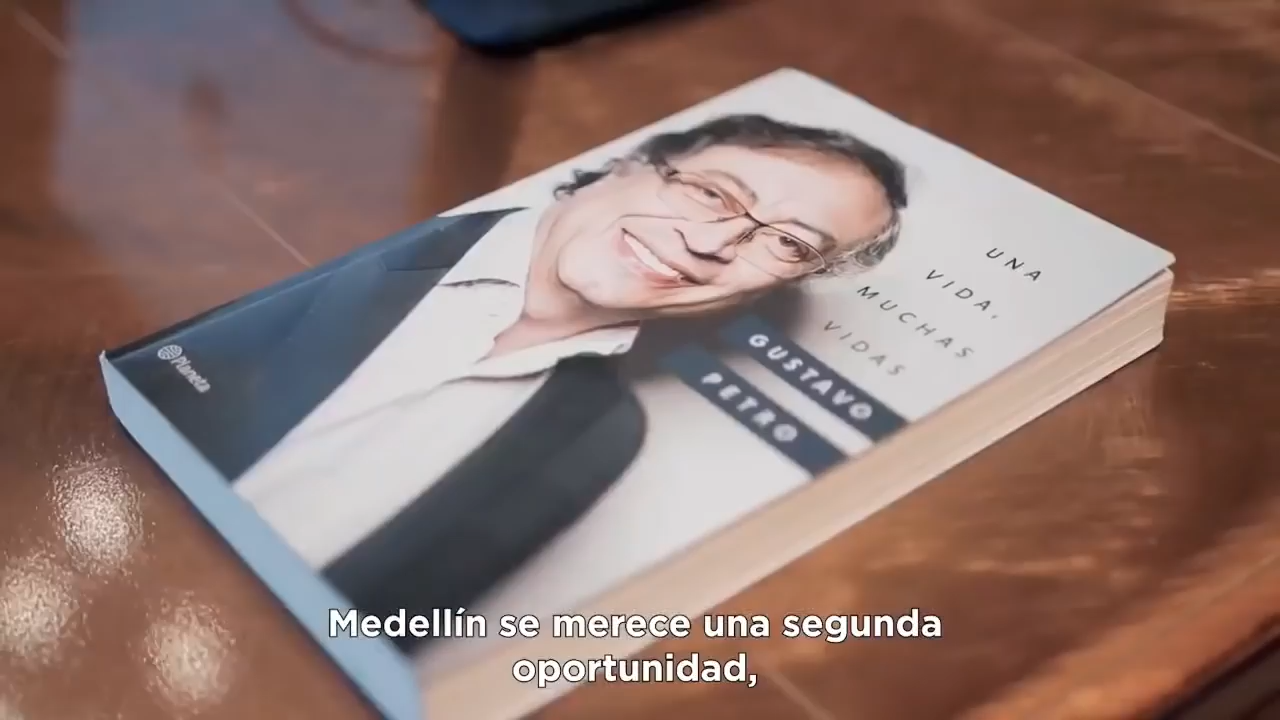 UNA
VIDA,
MUCHAS
VIDAS
GUSTAVO
PETRO
Planeta
Medellín se merece una segunda
oportunidad,